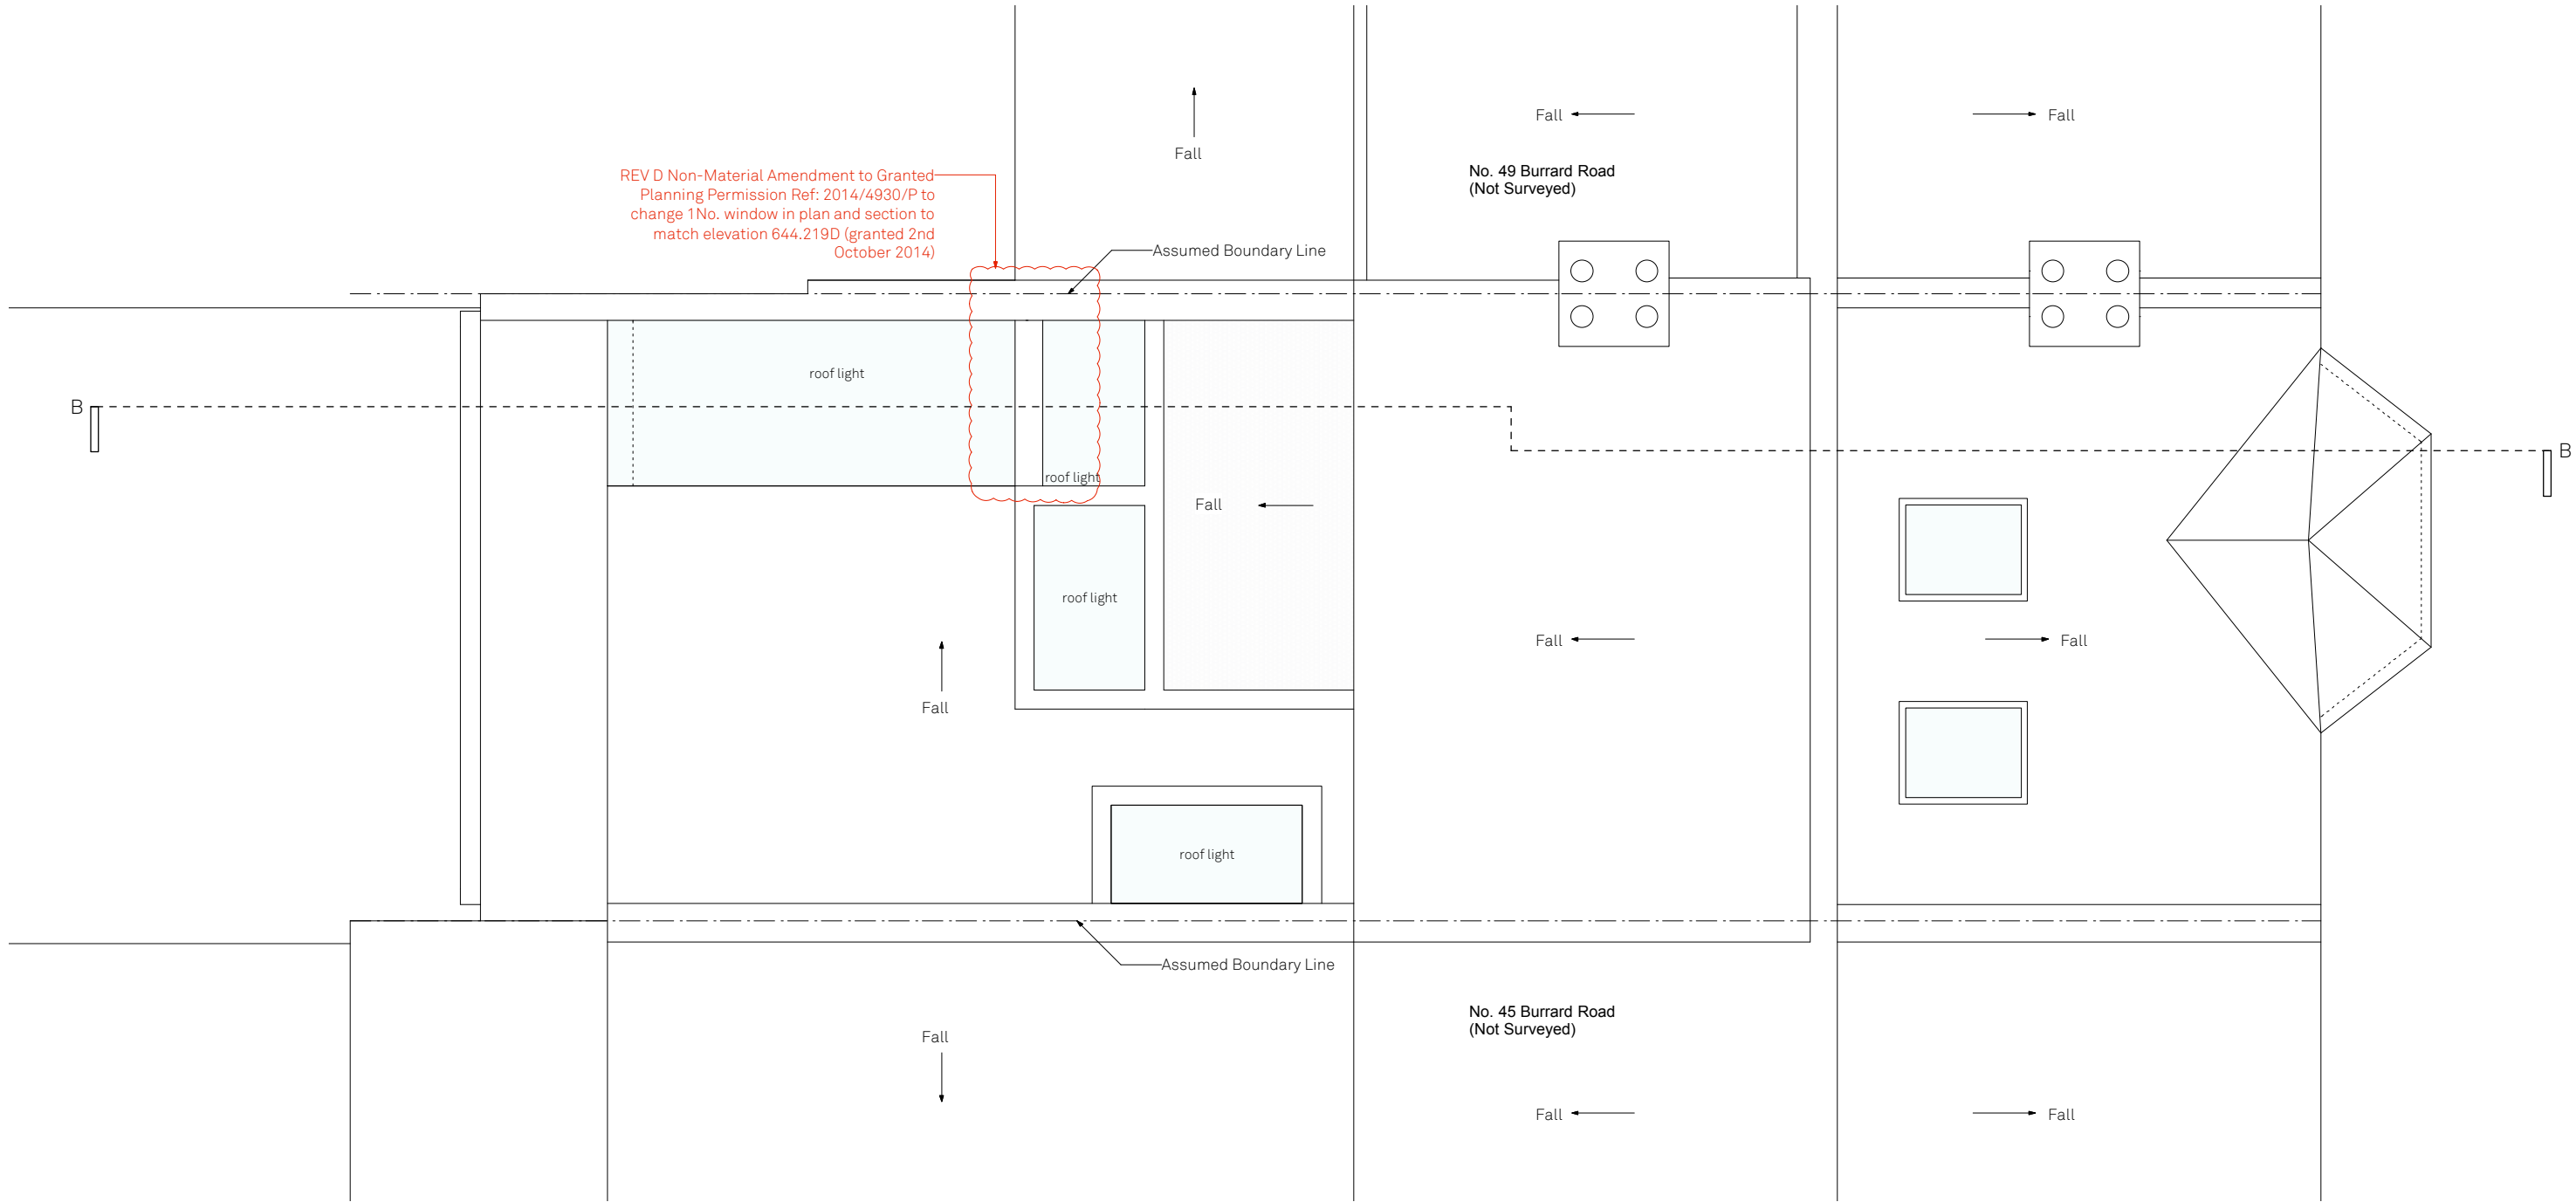 Fall
Fall
Fall
REV D Non-Material Amendment to Granted
Planning Permission Ref: 2014/4930/P to
change 1No. window in plan and section to
match elevation 644.219D (granted 2nd
October 2014)
No. 49 Burrard Road
(Not Surveyed)
Assumed Boundary Line
roof light
B
B
roof light
Fall
roof light
Fall
Fall
Fall
roof light
Assumed Boundary Line
No. 45 Burrard Road
(Not Surveyed)
Fall
Fall
Fall